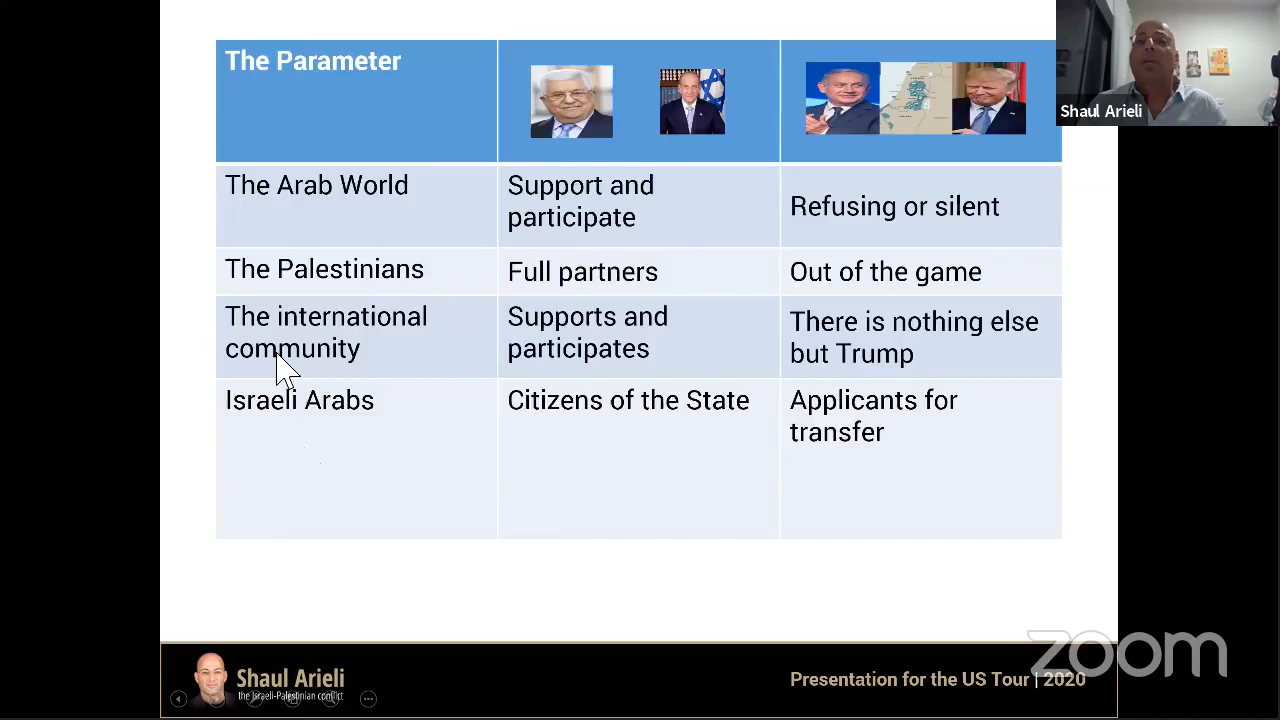 The Parameter
Shaul Arieli
The Arab World
Support and
participate
Refusing or silent
The Palestinians
Full partners
Out of the game
The international
community
Supports and
participates
There is nothing else
but Trump
Israeli Arabs
Citizens of the State
Applicants for
transfer
zoom
Shaul Arieli
the Israeli-Palestinian conflict
Presentation for the US Tour | 2020